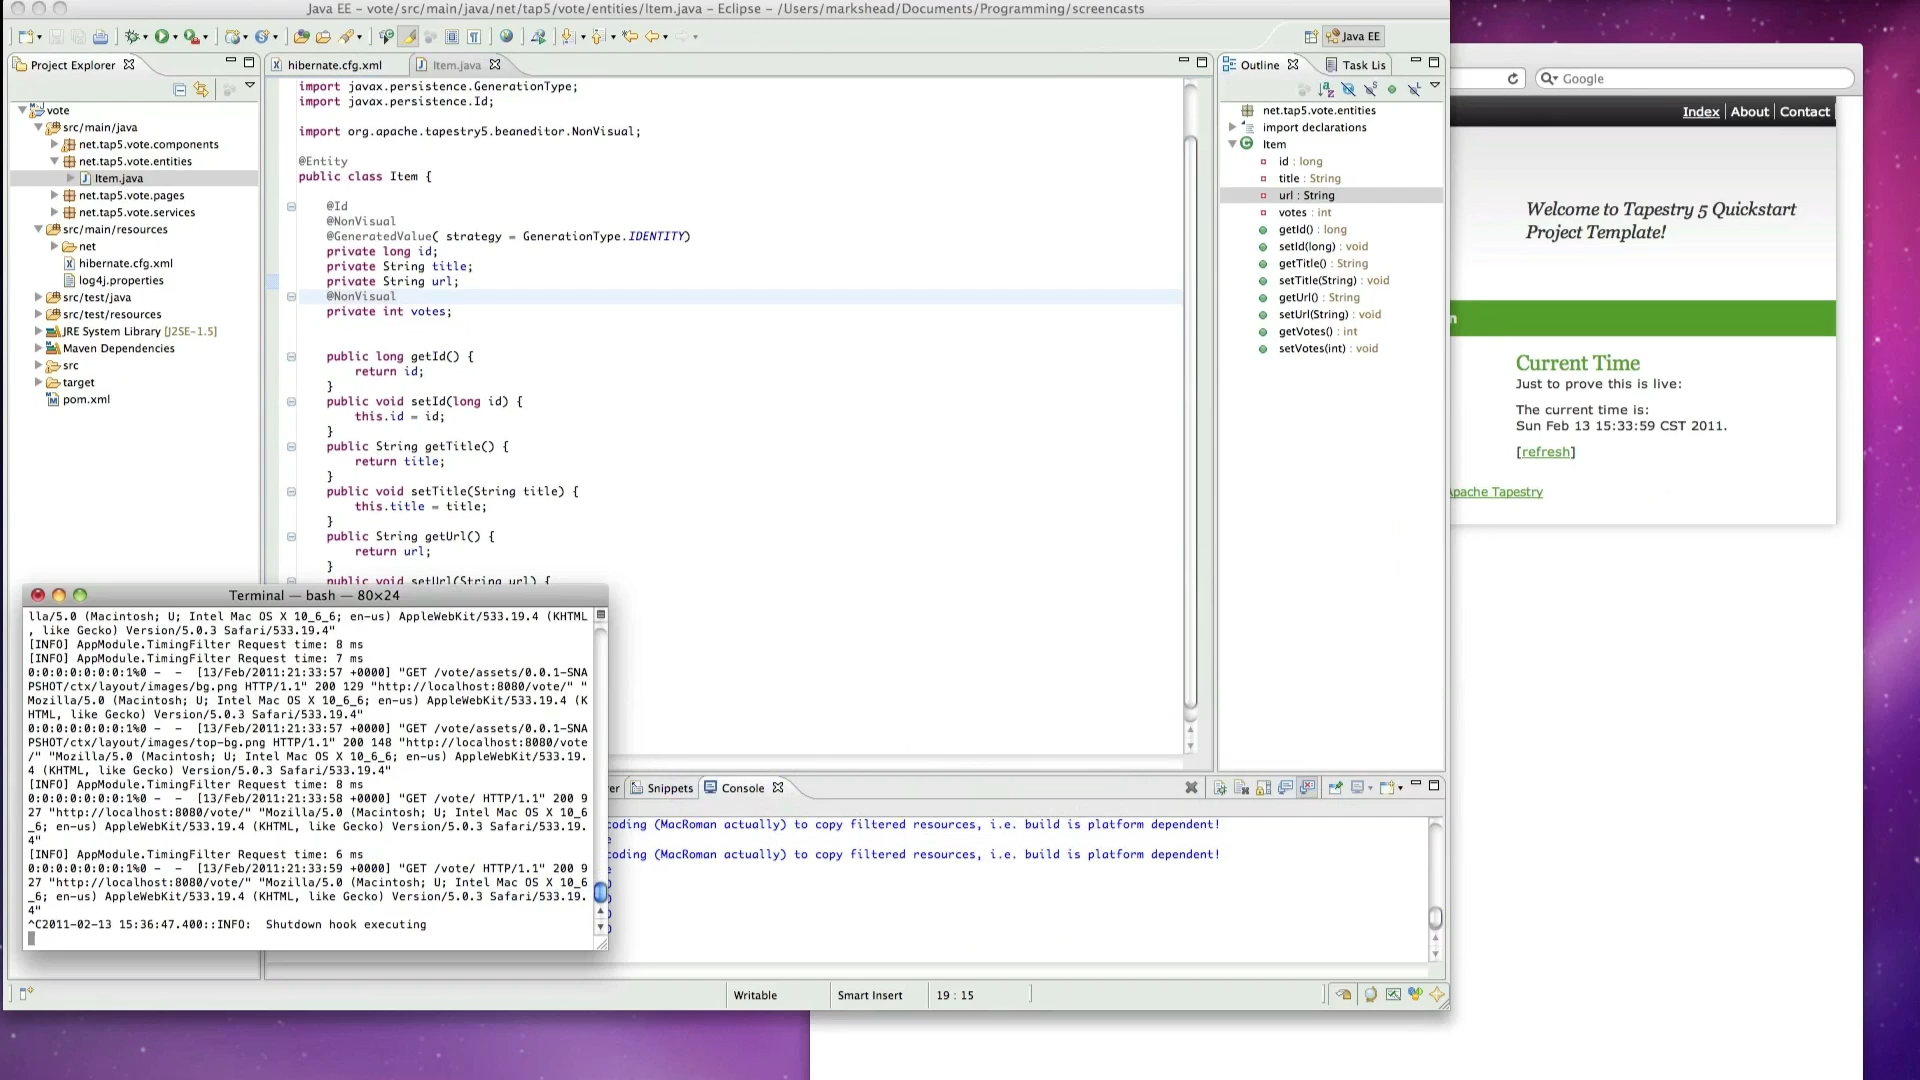 Java EE – vote/src/main/java/net/tap5/vote/entities/Item.java – Eclipse – /Users/markshead/Documents/Programming/screencasts
Java EE
Project Explorer
vote
src/main/java
net.tap5.vote.components
net.tap5.vote.entities
Item.java
net.tap5.vote.pages
net.tap5.vote.services
src/main/resources
net
hibernate.cfg.xml
log4j.properties
src/test/java
src/test/resources
JRE System Library [J2SE-1.5]
Maven Dependencies
src
target
pom.xml
hibernate.cfg.xml
Item.java
import javax.persistence.GenerationType;
import javax.persistence.Id;
import org.apache.tapestry5.beaneditor.NonVisual;
@Entity
public class Item {
@Id
@NonVisual
@GeneratedValue( strategy = GenerationType.IDENTITY)
private long id;
private String title;
private String url;
@NonVisual
private int votes;
public long getId() {
return id;
}
public void setId(long id) {
this.id = id;
}
public String getTitle() {
return title;
}
public void setTitle(String title) {
this.title = title;
}
public String getUrl() {
return url;
}
public void setUrl(String url) {
Outline
Task Lis
net.tap5.vote.entities
import declarations
Item
id : long
title : String
url : String
votes : int
getId() : long
setId(long) : void
getTitle() : String
setTitle(String) : void
getUrl() : String
setUrl(String) : void
getVotes() : int
setVotes(int) : void
Google
Index | About | Contact
Welcome to Tapestry 5 Quickstart
Project Template!
n
Current Time
Just to prove this is live:
The current time is:
Sun Feb 13 15:33:59 CST 2011.
[refresh]
Apache Tapestry
Terminal — bash — 80×24
lla/5.0 (Macintosh; U; Intel Mac OS X 10_6_6; en-us) AppleWebKit/533.19.4 (KHTML
, like Gecko) Version/5.0.3 Safari/533.19.4"
[INFO] AppModule.TimingFilter Request time: 8 ms
[INFO] AppModule.TimingFilter Request time: 7 ms
0:0:0:0:0:0:0:1%0 - - [13/Feb/2011:21:33:57 +0000] "GET /vote/assets/0.0.1-SNA
PSHOT/ctx/layout/images/bg.png HTTP/1.1" 200 129 "http://localhost:8080/vote/" "
Mozilla/5.0 (Macintosh; U; Intel Mac OS X 10_6_6; en-us) AppleWebKit/533.19.4 (K
HTML, like Gecko) Version/5.0.3 Safari/533.19.4"
0:0:0:0:0:0:0:1%0 - - [13/Feb/2011:21:33:57 +0000] "GET /vote/assets/0.0.1-SNA
PSHOT/ctx/layout/images/top-bg.png HTTP/1.1" 200 148 "http://localhost:8080/vote
/" "Mozilla/5.0 (Macintosh; U; Intel Mac OS X 10_6_6; en-us) AppleWebKit/533.19.
4 (KHTML, like Gecko) Version/5.0.3 Safari/533.19.4"
[INFO] AppModule.TimingFilter Request time: 8 ms
0:0:0:0:0:0:0:1%0 - - [13/Feb/2011:21:33:58 +0000] "GET /vote/ HTTP/1.1" 200 9
27 "http://localhost:8080/vote/" "Mozilla/5.0 (Macintosh; U; Intel Mac OS X 10_6
_6; en-us) AppleWebKit/533.19.4 (KHTML, like Gecko) Version/5.0.3 Safari/533.19.
4"
[INFO] AppModule.TimingFilter Request time: 6 ms
0:0:0:0:0:0:0:1%0 - - [13/Feb/2011:21:33:59 +0000] "GET /vote/ HTTP/1.1" 200 9
27 "http://localhost:8080/vote/" "Mozilla/5.0 (Macintosh; U; Intel Mac OS X 10_6
_6; en-us) AppleWebKit/533.19.4 (KHTML, like Gecko) Version/5.0.3 Safari/533.19.
4"
^C2011-02-13 15:36:47.400::INFO: Shutdown hook executing
er
Snippets
Console
coding (MacRoman actually) to copy filtered resources, i.e. build is platform dependent!
e
coding (MacRoman actually) to copy filtered resources, i.e. build is platform dependent!
e
Writable
Smart Insert
19 : 15